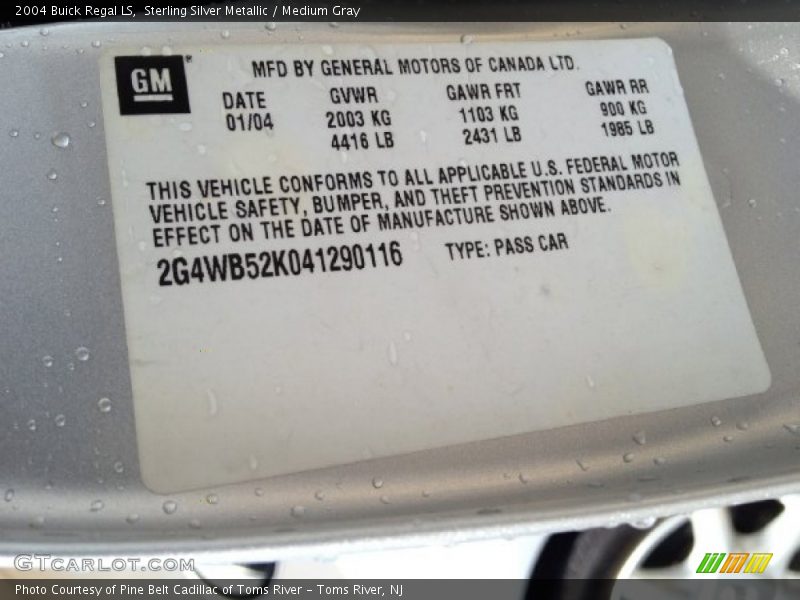 2004 Buick Regal LS,  Sterling Silver Metallic / Medium Gray
GM®
MFD BY GENERAL MOTORS OF CANADA LTD.
DATE GVWR GAWR FRT GAWR RR
01/04 2003 KG 1103 KG 900 KG
4416 LB 2431 LB 1985 LB
THIS VEHICLE CONFORMS TO ALL APPLICABLE U.S. FEDERAL MOTOR
VEHICLE SAFETY, BUMPER, AND THEFT PREVENTION STANDARDS IN
EFFECT ON THE DATE OF MANUFACTURE SHOWN ABOVE.
2G4WB52K041290116 TYPE: PASS CAR
GTCARLOT.COM
Photo Courtesy of Pine Belt Cadillac of Toms River – Toms River, NJ